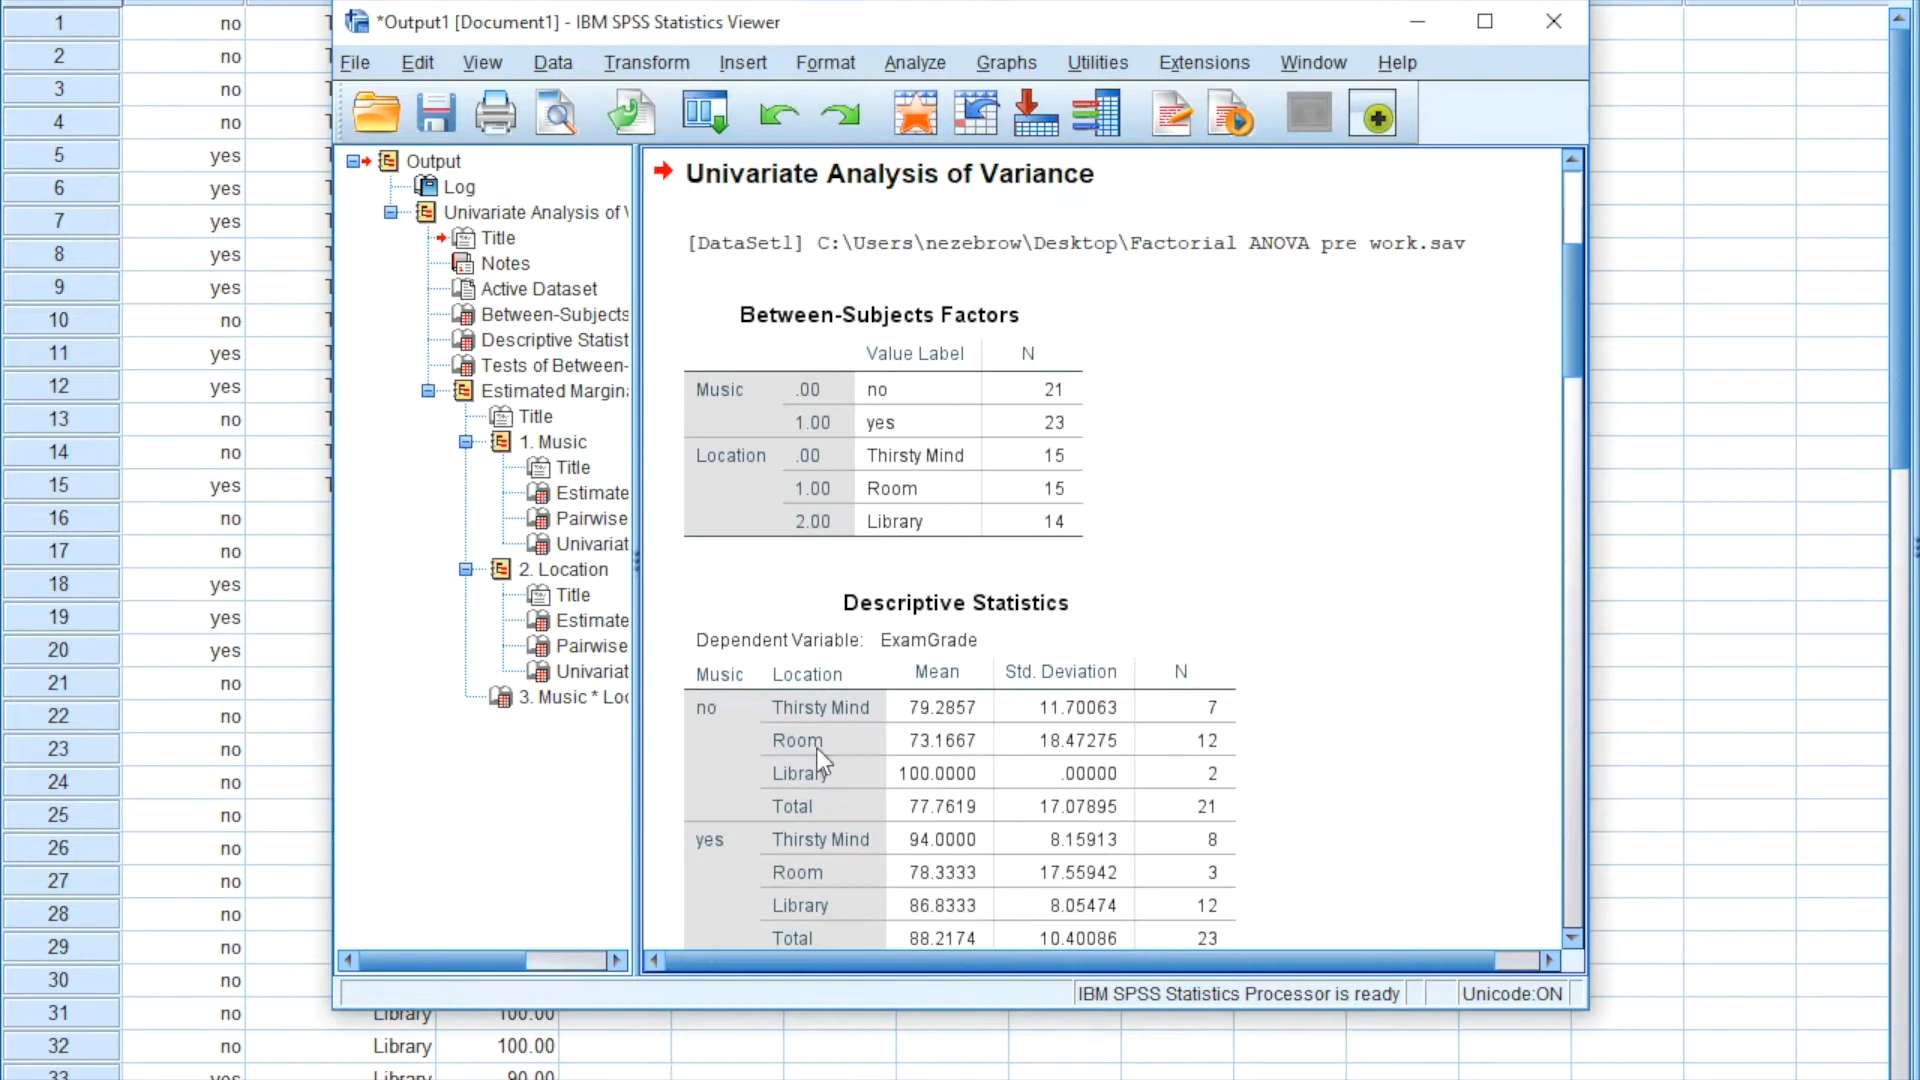 *Output1 [Document1] - IBM SPSS Statistics Viewer
File Edit View Data Transform Insert Format Analyze Graphs Utilities Extensions Window Help
Output
Log
Univariate Analysis of
Title
Notes
Active Dataset
Between-Subjects
Descriptive Statist
Tests of Between-
Estimated Margin
Title
1. Music
Title
Estimate
Pairwise
Univariat
2. Location
Title
Estimate
Pairwise
Univariat
3. Music * Loc
Univariate Analysis of Variance
[DataSet1] C:\Users\nezebrow\Desktop\Factorial ANOVA pre work.sav
Between-Subjects Factors
Value Label N
Music .00 no 21
1.00 yes 23
Location .00 Thirsty Mind 15
1.00 Room 15
2.00 Library 14
Descriptive Statistics
Dependent Variable: ExamGrade
Music Location Mean Std. Deviation N
no Thirsty Mind 79.2857 11.70063 7
Room 73.1667 18.47275 12
Library 100.0000 .00000 2
Total 77.7619 17.07895 21
yes Thirsty Mind 94.0000 8.15913 8
Room 78.3333 17.55942 3
Library 86.8333 8.05474 12
Total 88.2174 10.40086 23
IBM SPSS Statistics Processor is ready Unicode:ON
1 no
2 no
3 no
4 no
5 yes
6 yes
7 yes
8 yes
9 yes
10 no
11 yes
12 yes
13 no
14 no
15 yes
16 no
17 no
18 yes
19 yes
20 yes
21 no
22 no
23 no
24 no
25 no
26 no
27 no
28 no
29 no
30 no
31 no Library 100.00
32 no Library 100.00
33 yes Library 90.00